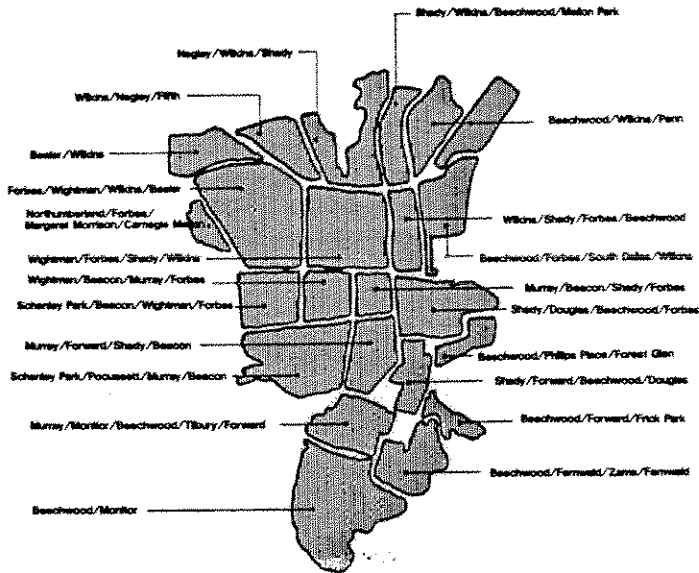 Shady/Wilkins/Beechwood/Mellon Park
Negley/Wilkins/Shady
Wilkins/Negley/Fifth
Beechwood/Wilkins/Penn
Beeler/Wilkins
Forbes/Wightman/Wilkins/Beeler
Northumberland/Forbes/
Margaret Morrison/Carnegie Mellon
Wilkins/Shady/Forbes/Beechwood
Wightman/Forbes/Shady/Wilkins
Beechwood/Forbes/South Dallas/Wilkins
Wightman/Beacon/Murray/Forbes
Murray/Beacon/Shady/Forbes
Schenley Park/Beacon/Wightman/Forbes
Shady/Douglas/Beechwood/Forbes
Murray/Forward/Shady/Beacon
Beechwood/Phillips Place/Forest Glen
Schenley Park/Pocusset/Murray/Beacon
Shady/Forward/Beechwood/Douglas
Murray/Monitor/Beechwood/Tilbury/Forward
Beechwood/Forward/Frick Park
Beechwood/Fernwald/Zama/Fernwald
Beechwood/Monitor